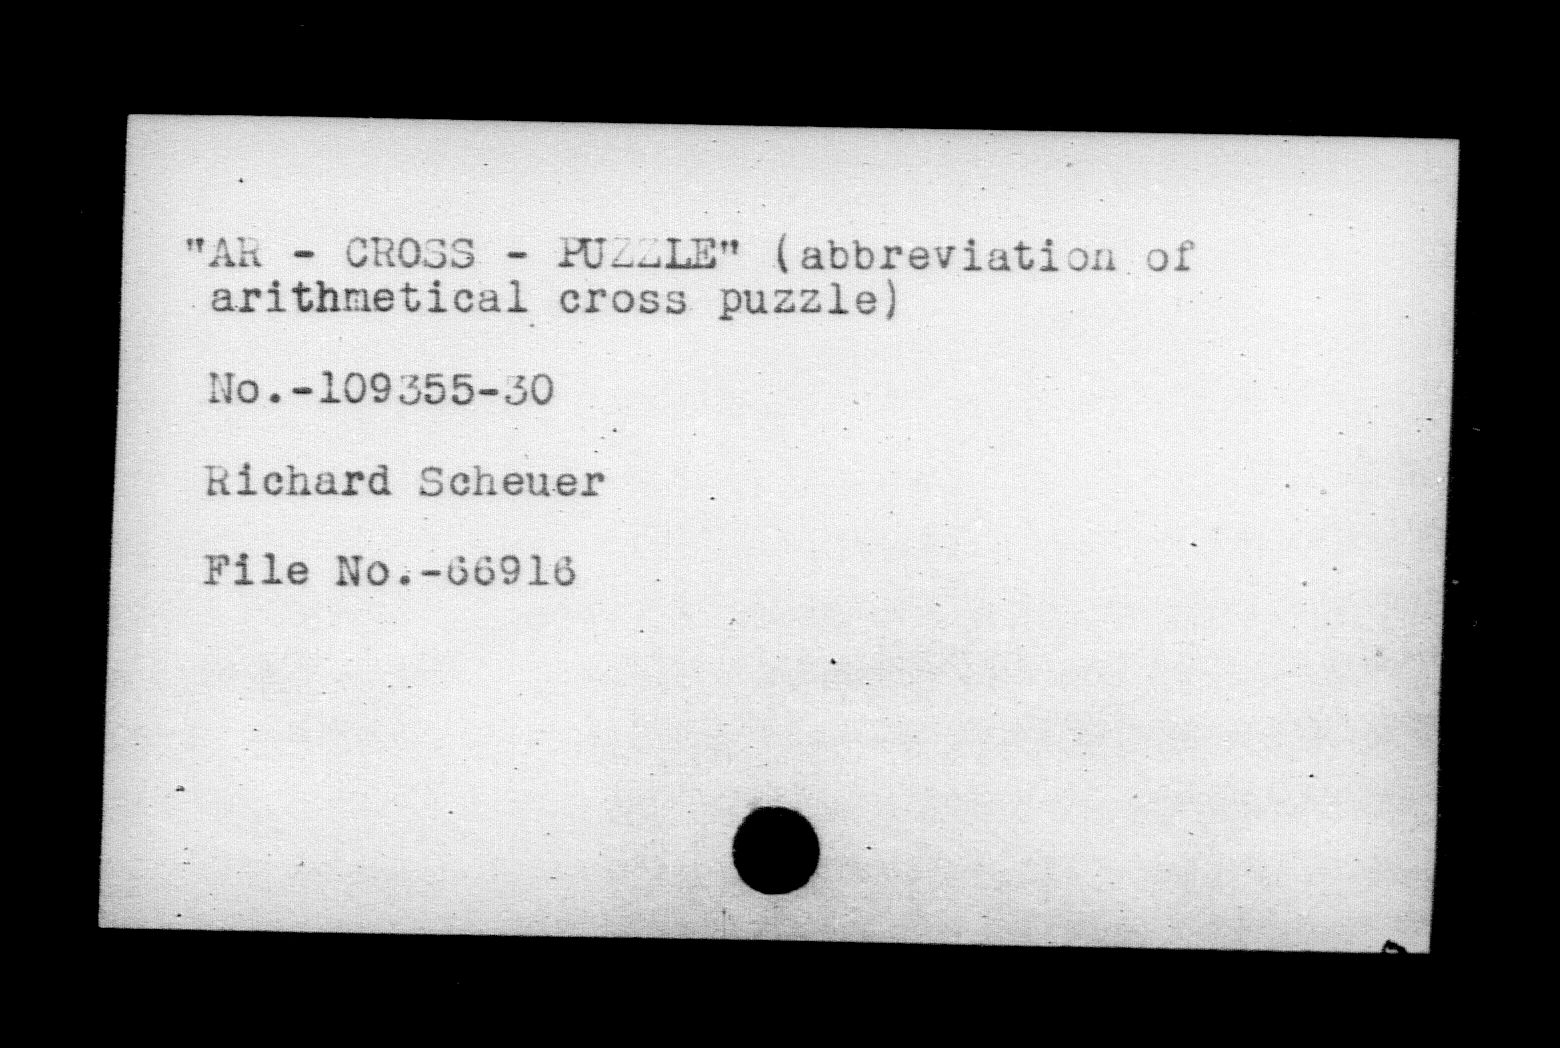 "AR - CROSS - PUZZLE" (abbreviation of
arithmetical cross puzzle)
No.-109355-30
Richard Scheuer
File No.-66916